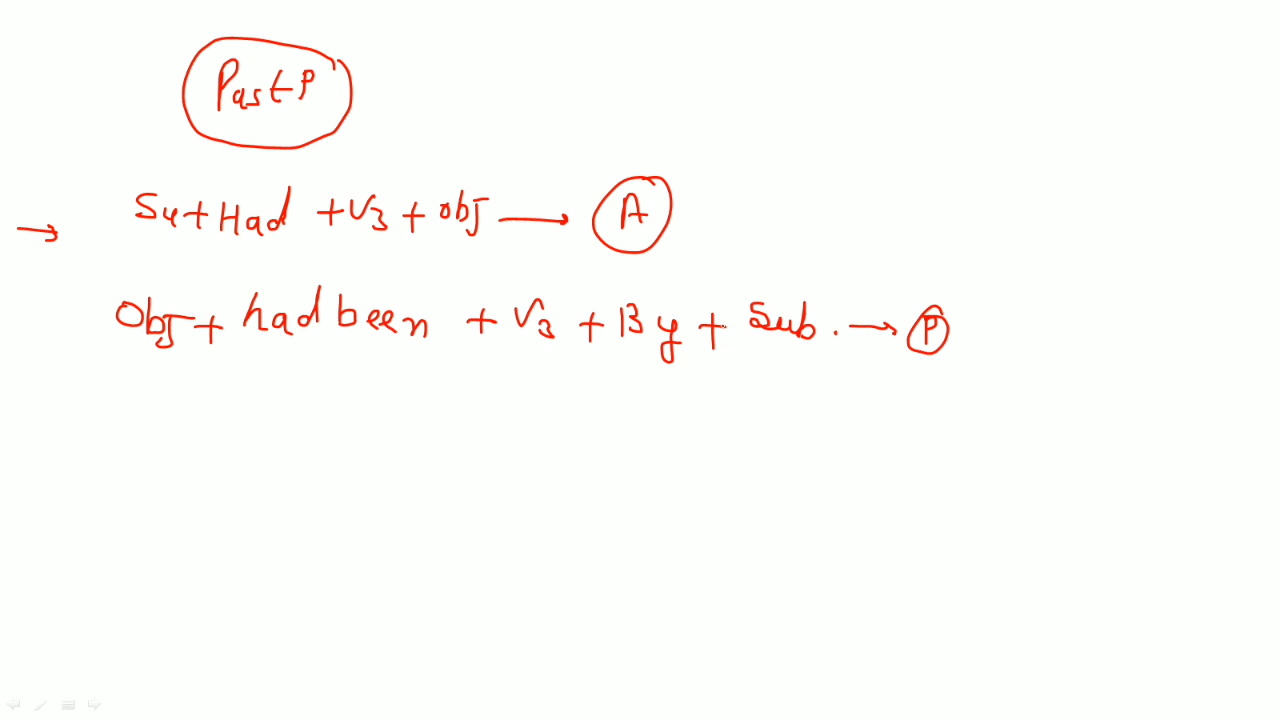 Past P
Su + Had + V3 + obj → A
Obj + had been + V3 + By + Sub. → P